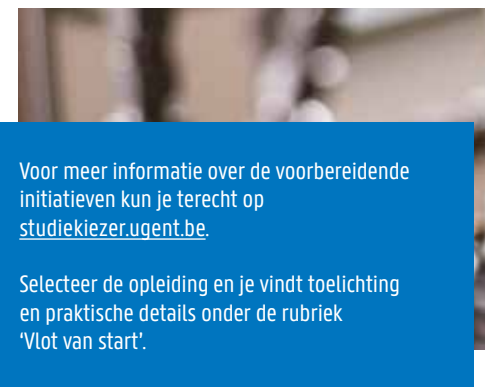 Voor meer informatie over de voorbereidende
initiatieven kun je terecht op
studiekiezer.ugent.be.
Selecteer de opleiding en je vindt toelichting
en praktische details onder de rubriek
‘Vlot van start’.